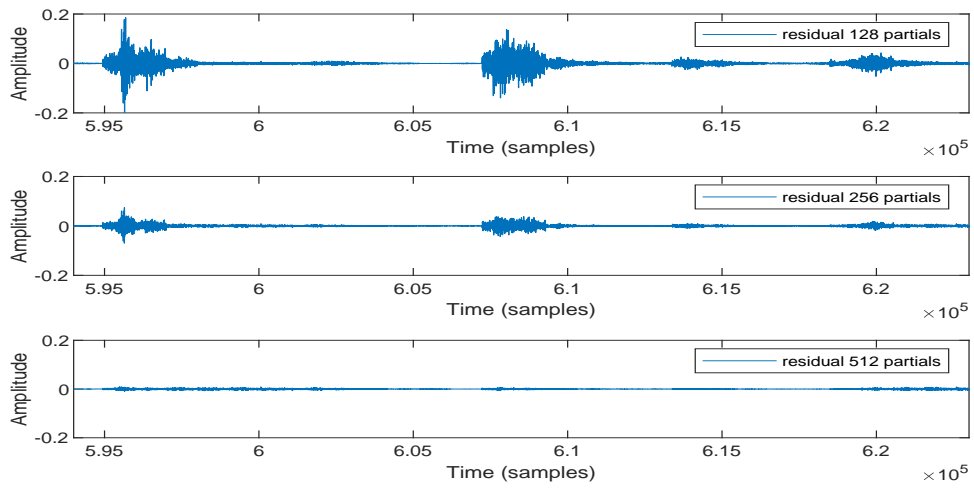 0.2
0
-0.2
Amplitude
residual 128 partials
5.95 6 6.05 6.1 6.15 6.2
Time (samples)
×10^5
0.2
0
-0.2
Amplitude
residual 256 partials
5.95 6 6.05 6.1 6.15 6.2
Time (samples)
×10^5
0.2
0
-0.2
Amplitude
residual 512 partials
5.95 6 6.05 6.1 6.15 6.2
Time (samples)
×10^5